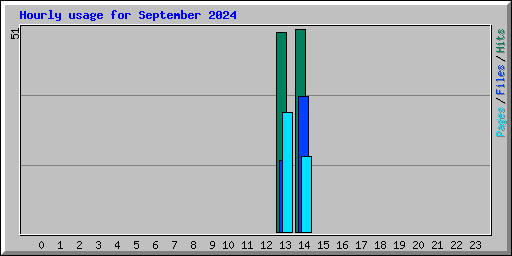 Hourly usage for September 2024
51
Pages/Files/Hits
0 1 2 3 4 5 6 7 8 9 10 11 12 13 14 15 16 17 18 19 20 21 22 23